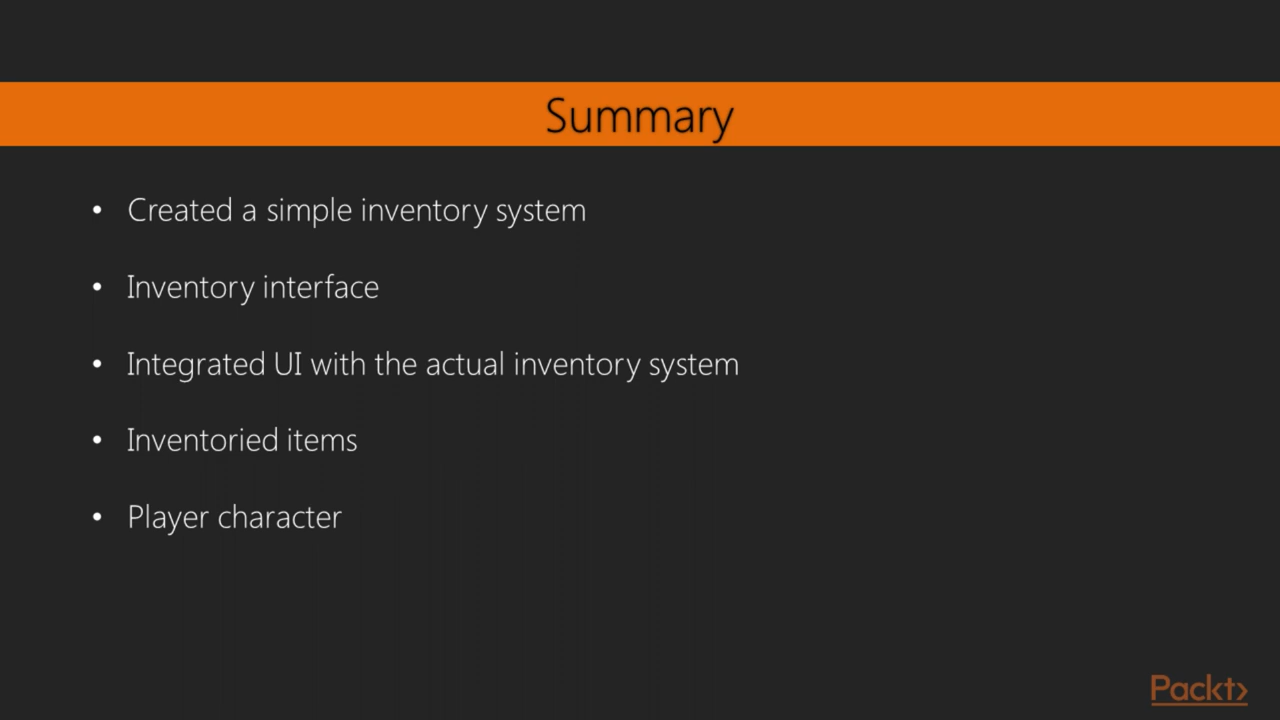 Summary
• Created a simple inventory system
• Inventory interface
• Integrated UI with the actual inventory system
• Inventoried items
• Player character
Packt>